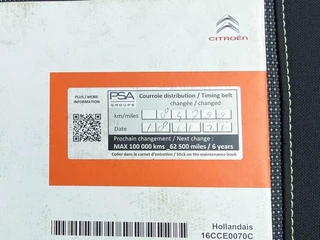 CITROËN
PLUS / MORE
INFORMATION
PSA
GROUPE
Courroie distribution / Timing belt
changée / changed
km/miles
Date
Prochain changement / Next change :
MAX 100 000 kms _62 500 miles / 6 years
Coller dans le carnet d'entretien / Stick on the maintenance book
Hollandais
16CCE0070C